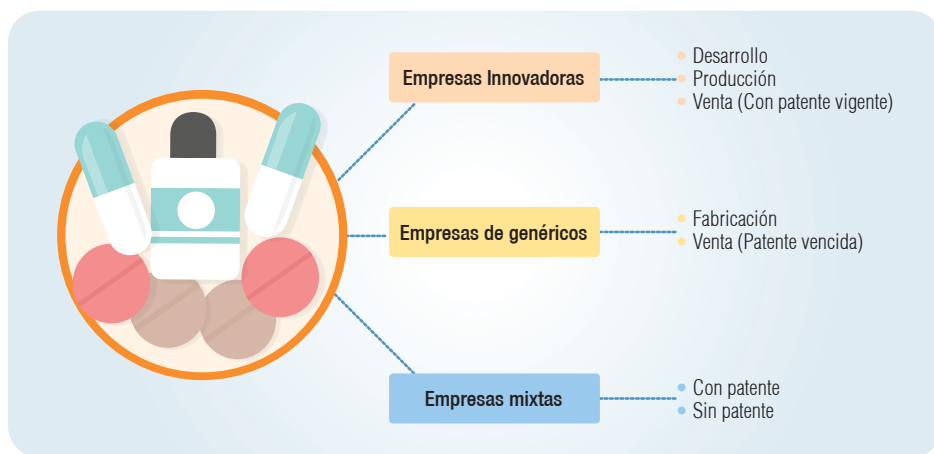 Empresas Innovadoras
Desarrollo
Producción
Venta (Con patente vigente)
Empresas de genéricos
Fabricación
Venta (Patente vencida)
Empresas mixtas
Con patente
Sin patente